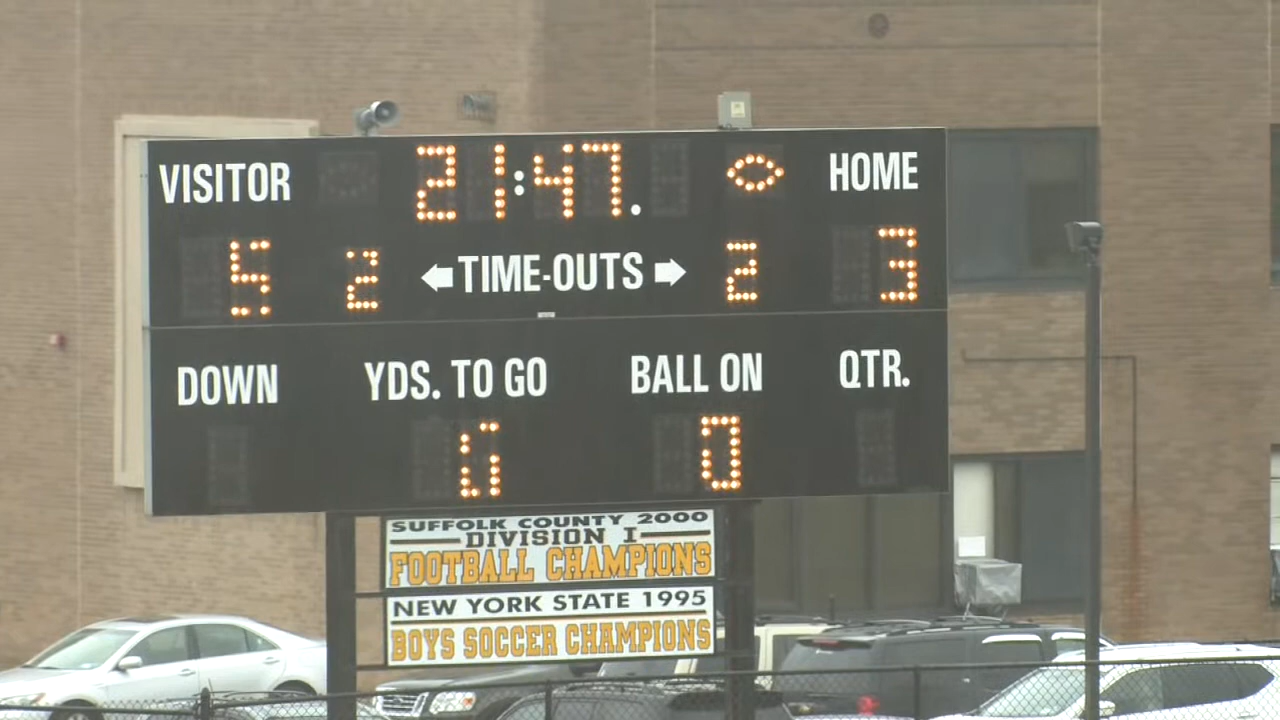 VISITOR 21:47. HOME
5 2 TIME-OUTS 2 3
DOWN YDS. TO GO BALL ON QTR.
6 0
SUFFOLK COUNTY 2000
DIVISION I
FOOTBALL CHAMPIONS
NEW YORK STATE 1995
BOYS SOCCER CHAMPIONS